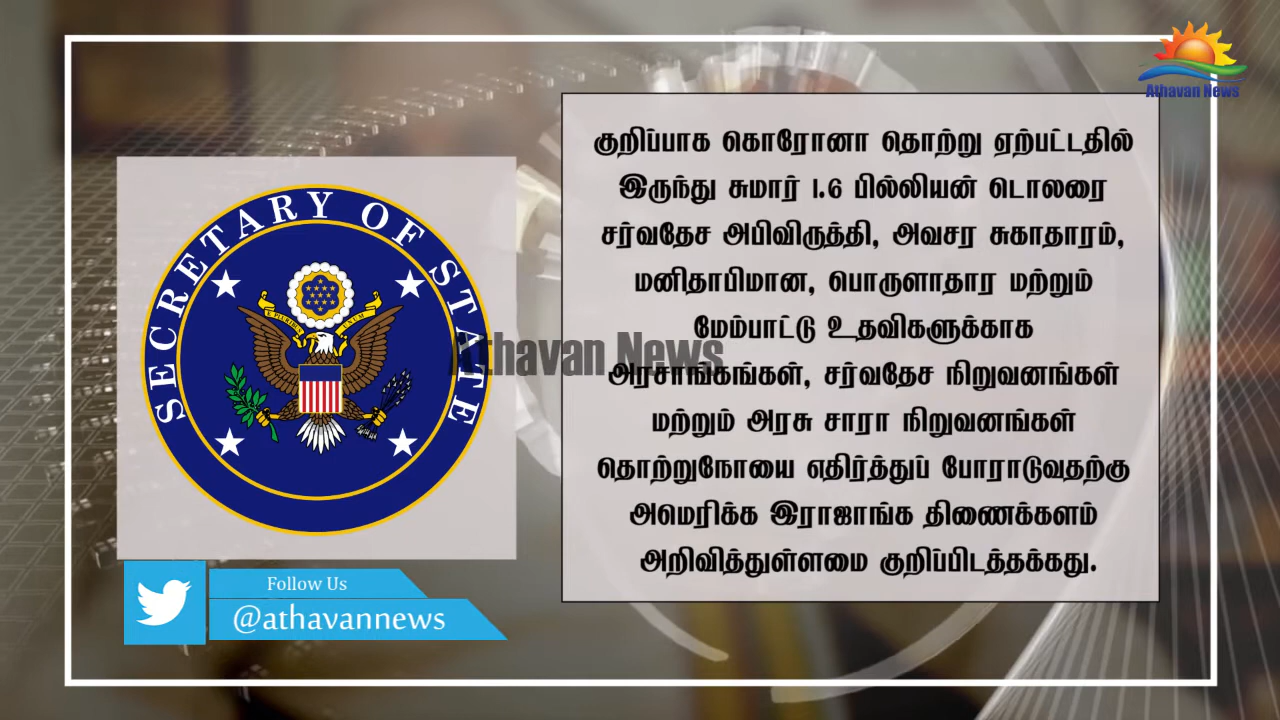 Athavan News
குறிப்பாக கொரோனா தொற்று ஏற்பட்டதில்
இருந்து சுமார் 1.6 பில்லியன் டொலரை
சர்வதேச அபிவிருத்தி, அவசர சுகாதாரம்,
மனிதாபிமான, பொருளாதார மற்றும்
மேம்பாட்டு உதவிகளுக்காக
அரசாங்கங்கள், சர்வதேச நிறுவனங்கள்
மற்றும் அரசு சாரா நிறுவனங்கள்
தொற்றுநோயை எதிர்த்துப் போராடுவதற்கு
அமெரிக்க இராஜாங்க திணைக்களம்
அறிவித்துள்ளமை குறிப்பிடத்தக்கது.
SECRETARY OF STATE
E PLURIBUS UNUM
Athavan News
Follow Us
@athavannews